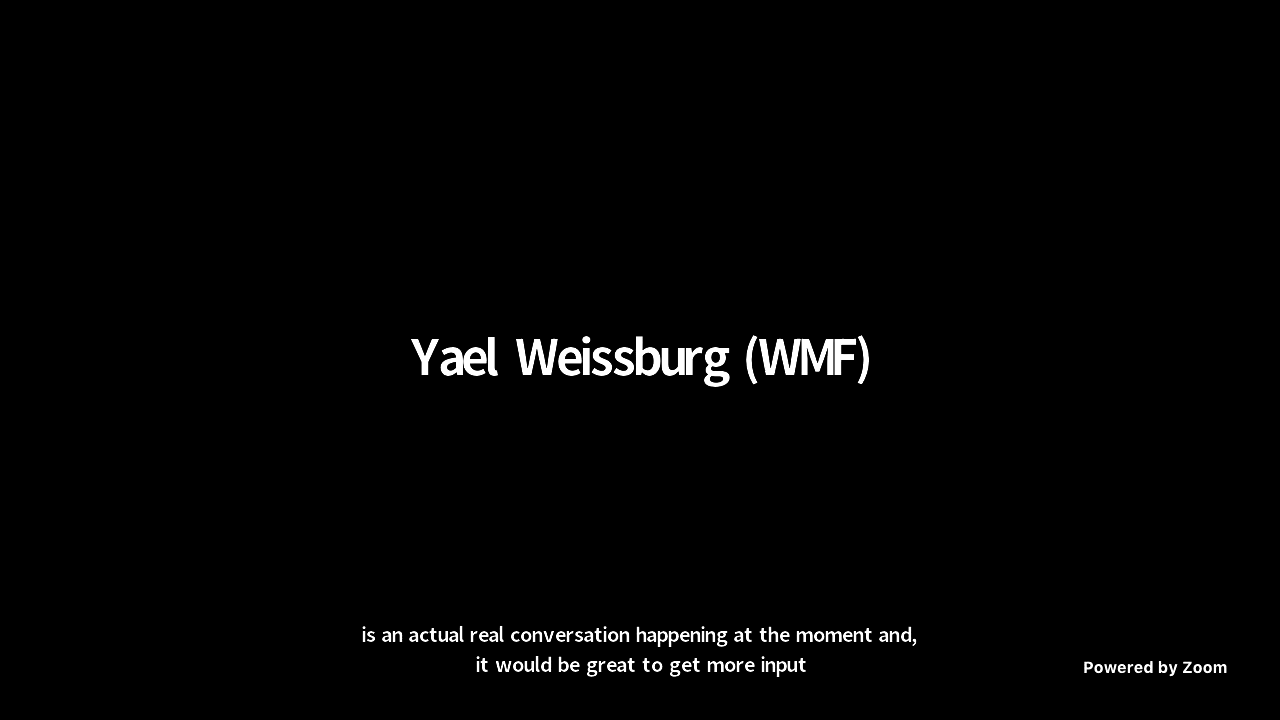 Yael Weissburg (WMF)
is an actual real conversation happening at the moment and,
it would be great to get more input
Powered by Zoom